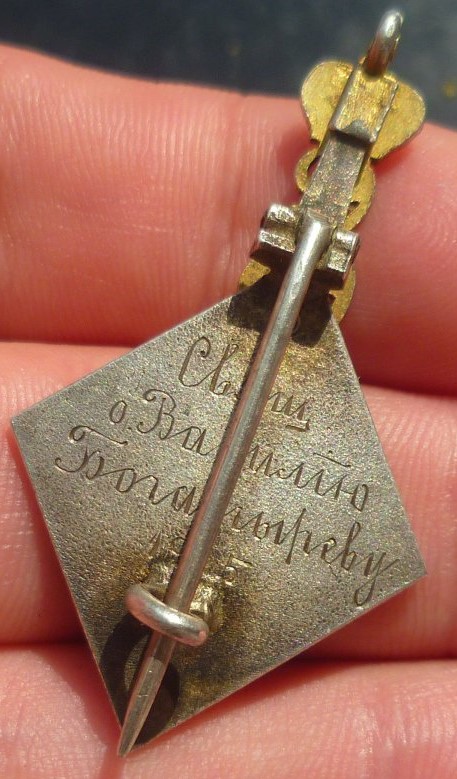 Свящ
о. Василію
Богатыреву